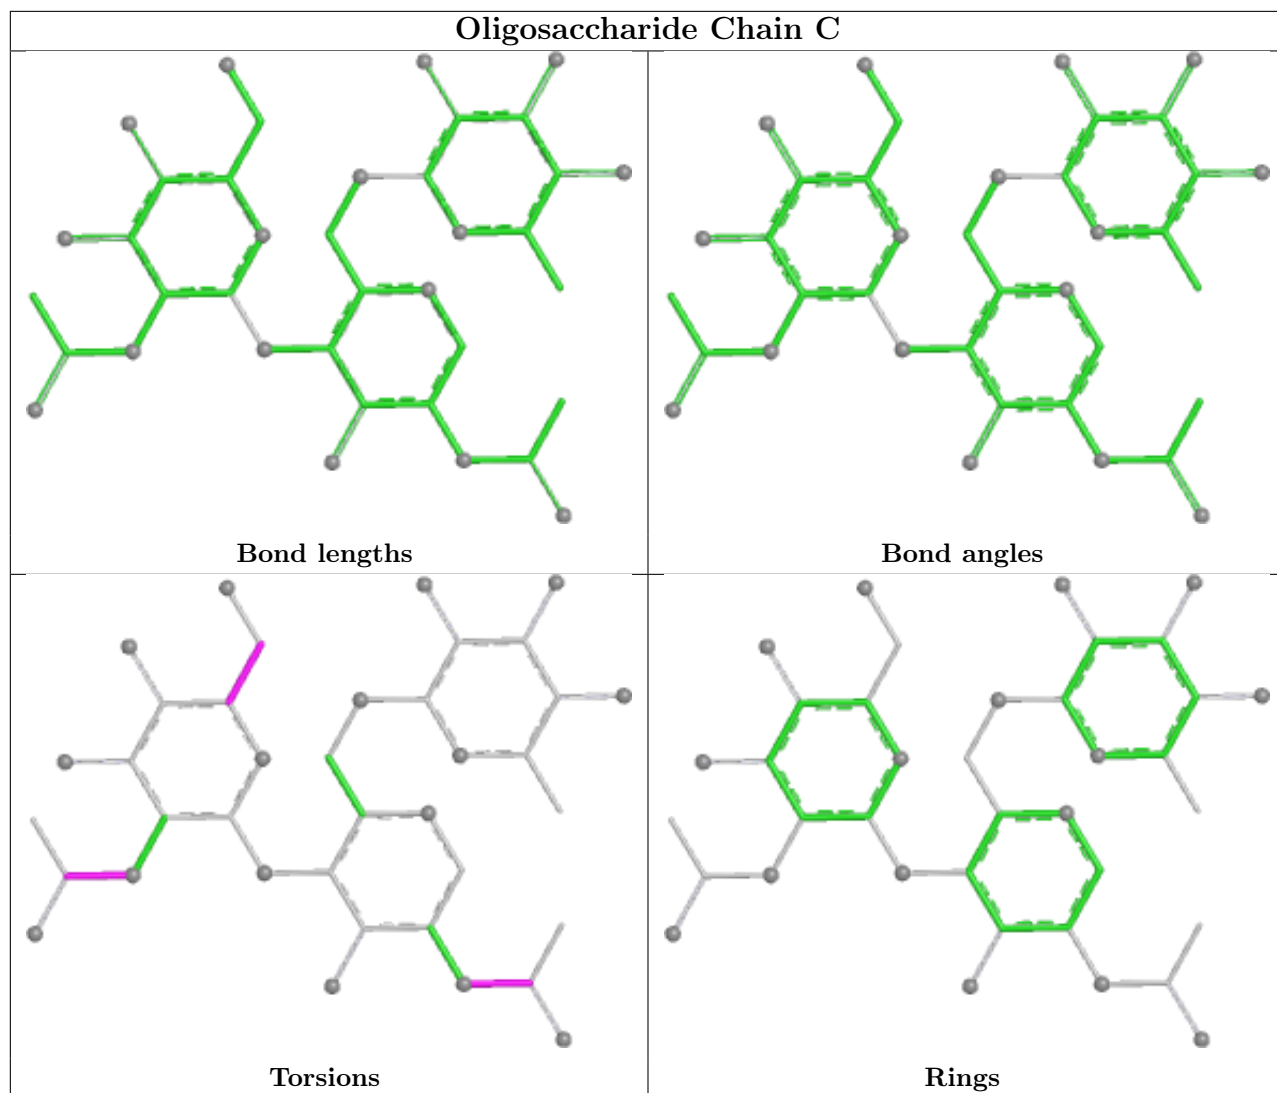 Oligosaccharide Chain C
Bond lengths
Bond angles
Torsions
Rings